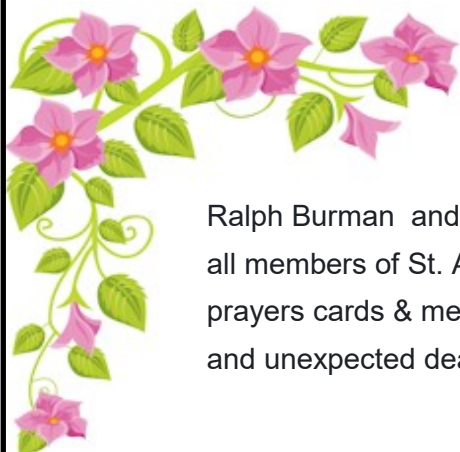 Ralph Burman and
all members of St.
prayers cards & me
and unexpected dea